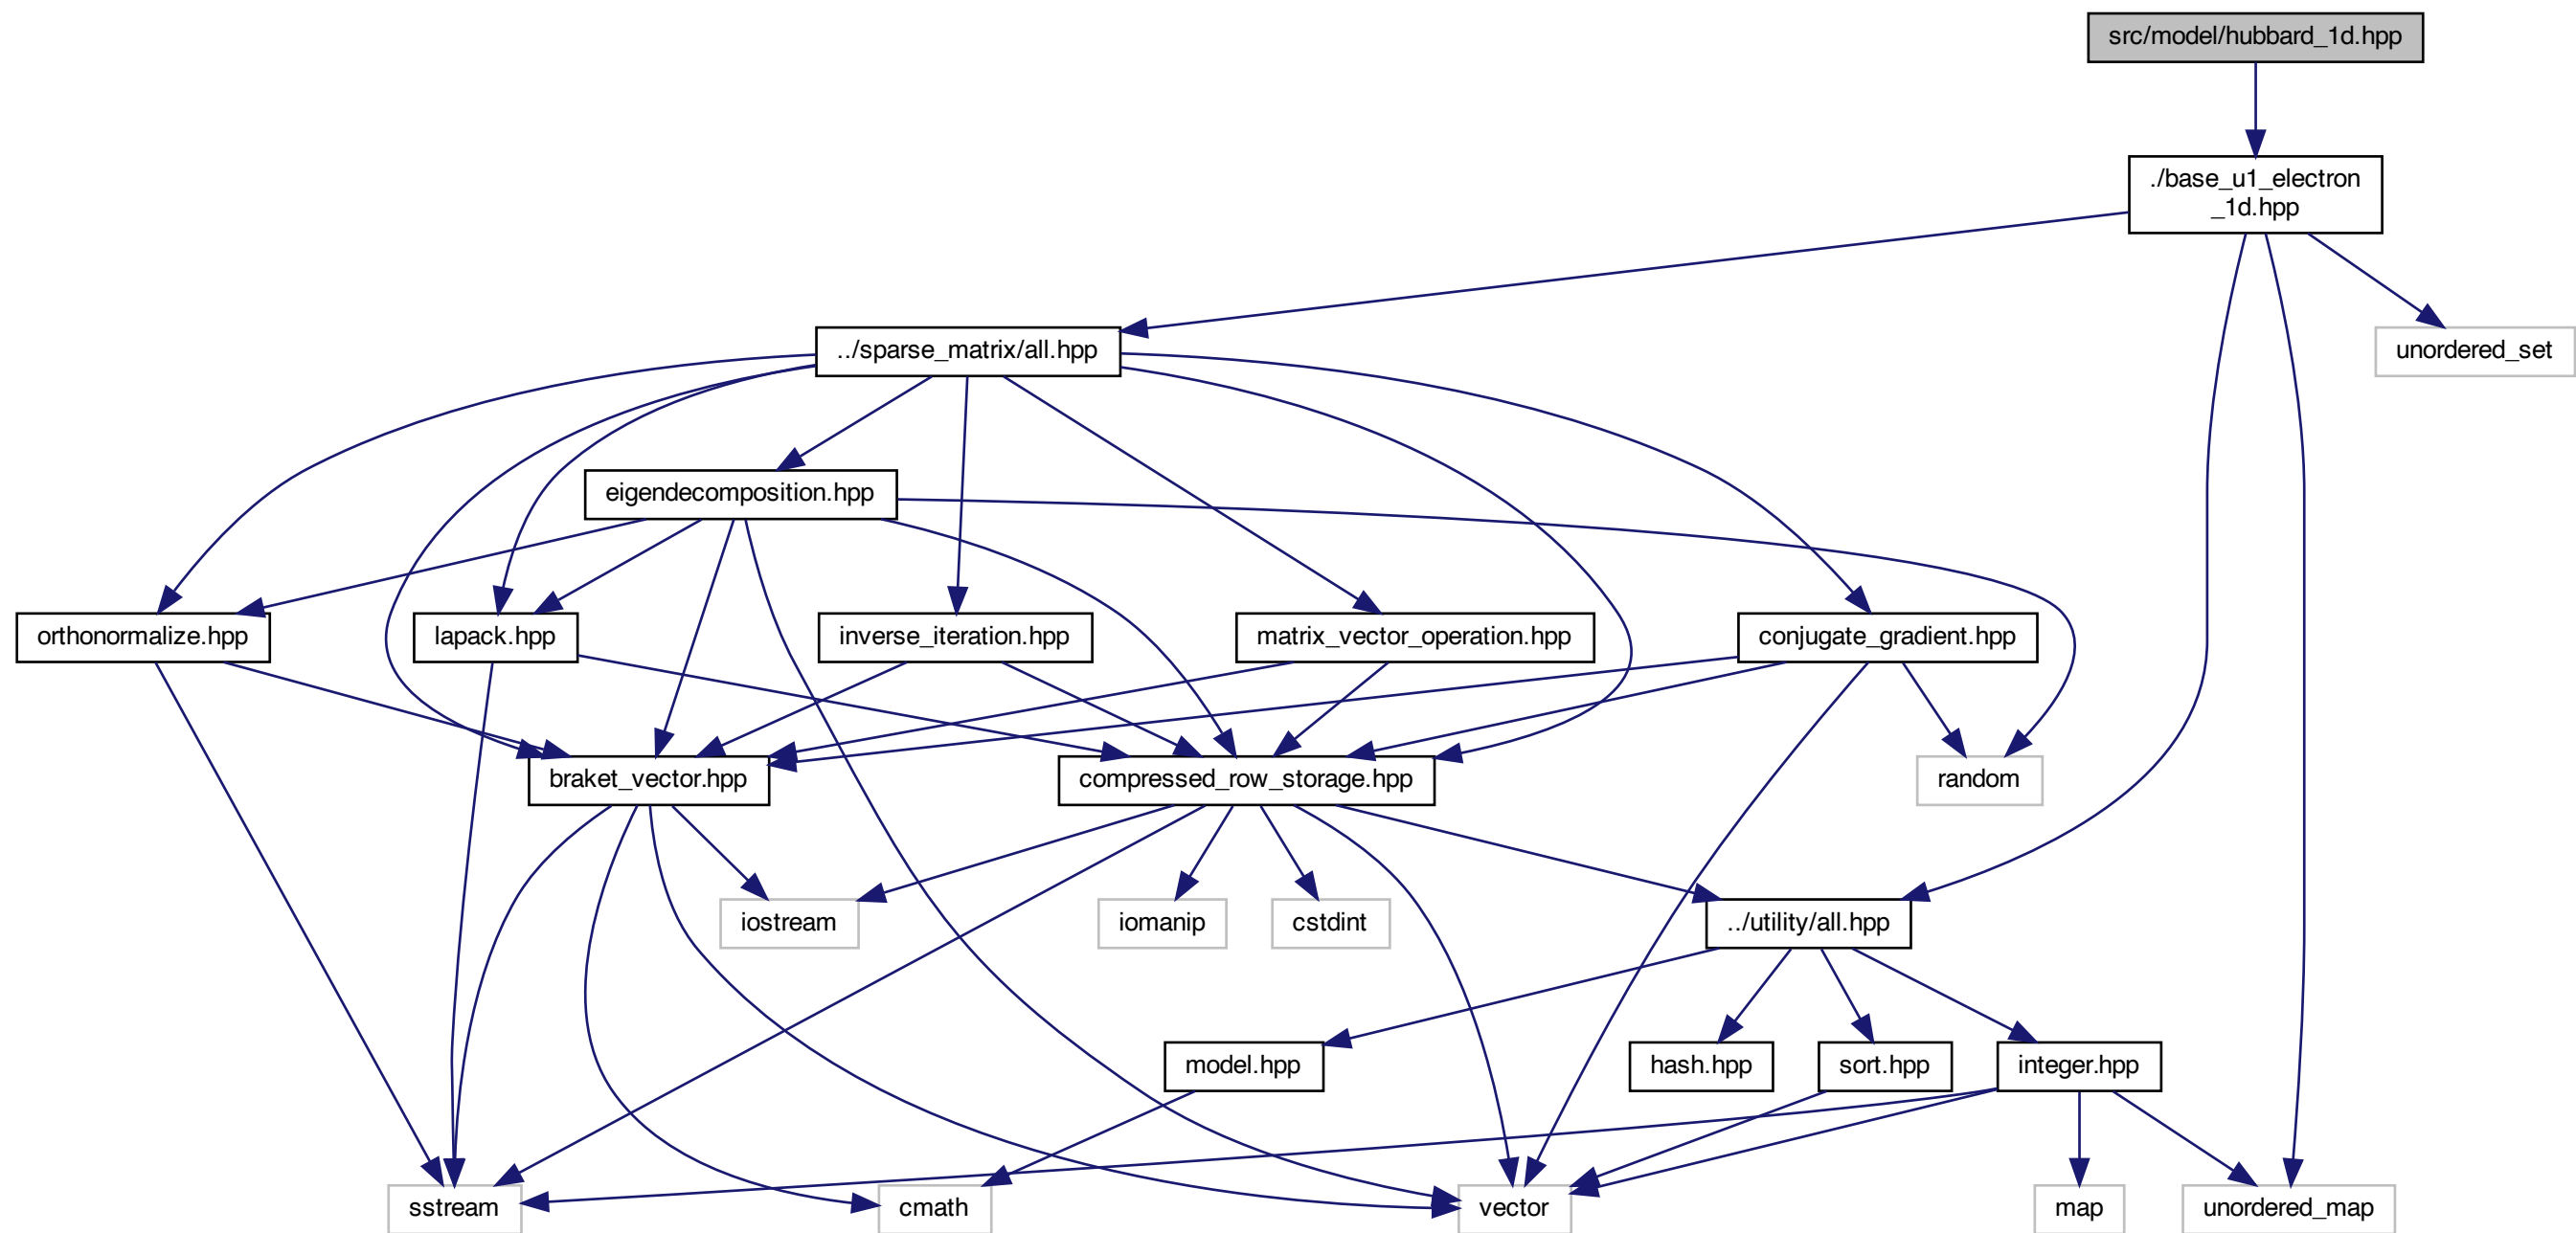 src/model/hubbard_1d.hpp
./base_u1_electron
_1d.hpp
../sparse_matrix/all.hpp
unordered_set
eigendecomposition.hpp
orthonormalize.hpp
lapack.hpp
inverse_iteration.hpp
matrix_vector_operation.hpp
conjugate_gradient.hpp
braket_vector.hpp
compressed_row_storage.hpp
random
iostream
iomanip
cstdint
../utility/all.hpp
model.hpp
hash.hpp
sort.hpp
integer.hpp
sstream
cmath
vector
map
unordered_map